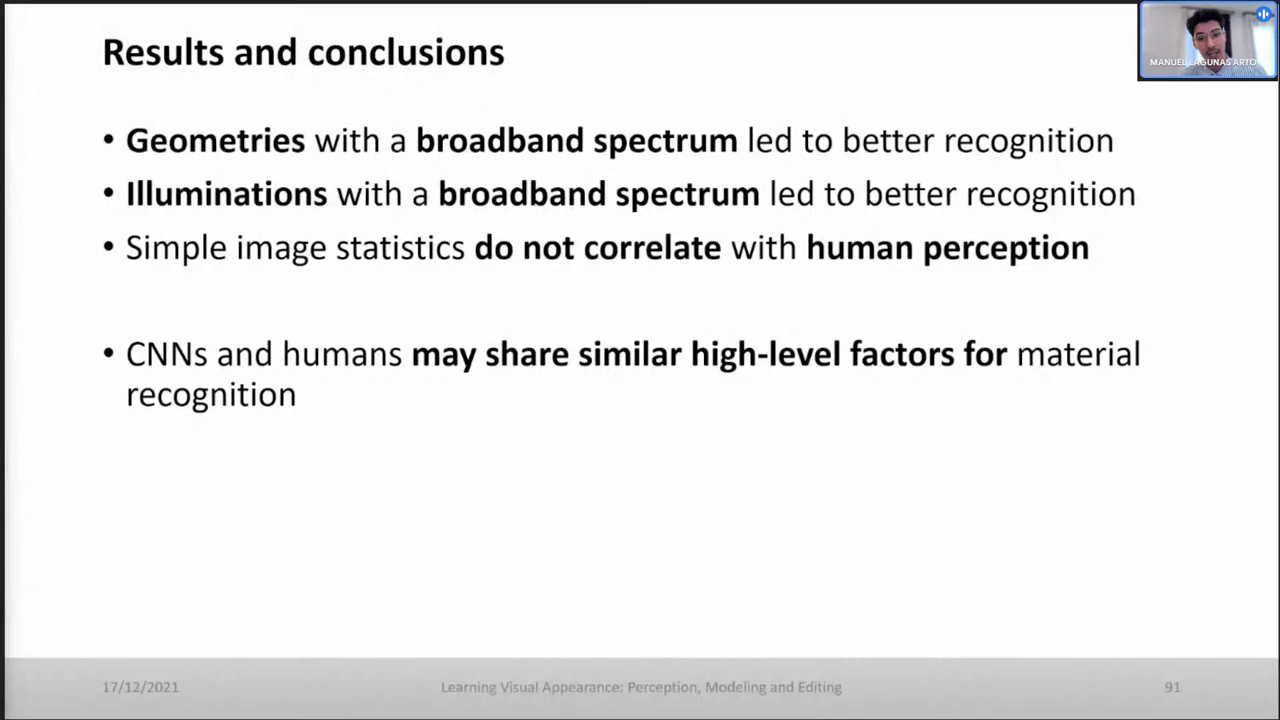 Results and conclusions
MANUEL LAGUNAS ARTO
• Geometries with a broadband spectrum led to better recognition
• Illuminations with a broadband spectrum led to better recognition
• Simple image statistics do not correlate with human perception
• CNNs and humans may share similar high-level factors for material
recognition
17/12/2021 Learning Visual Appearance: Perception, Modeling and Editing 91